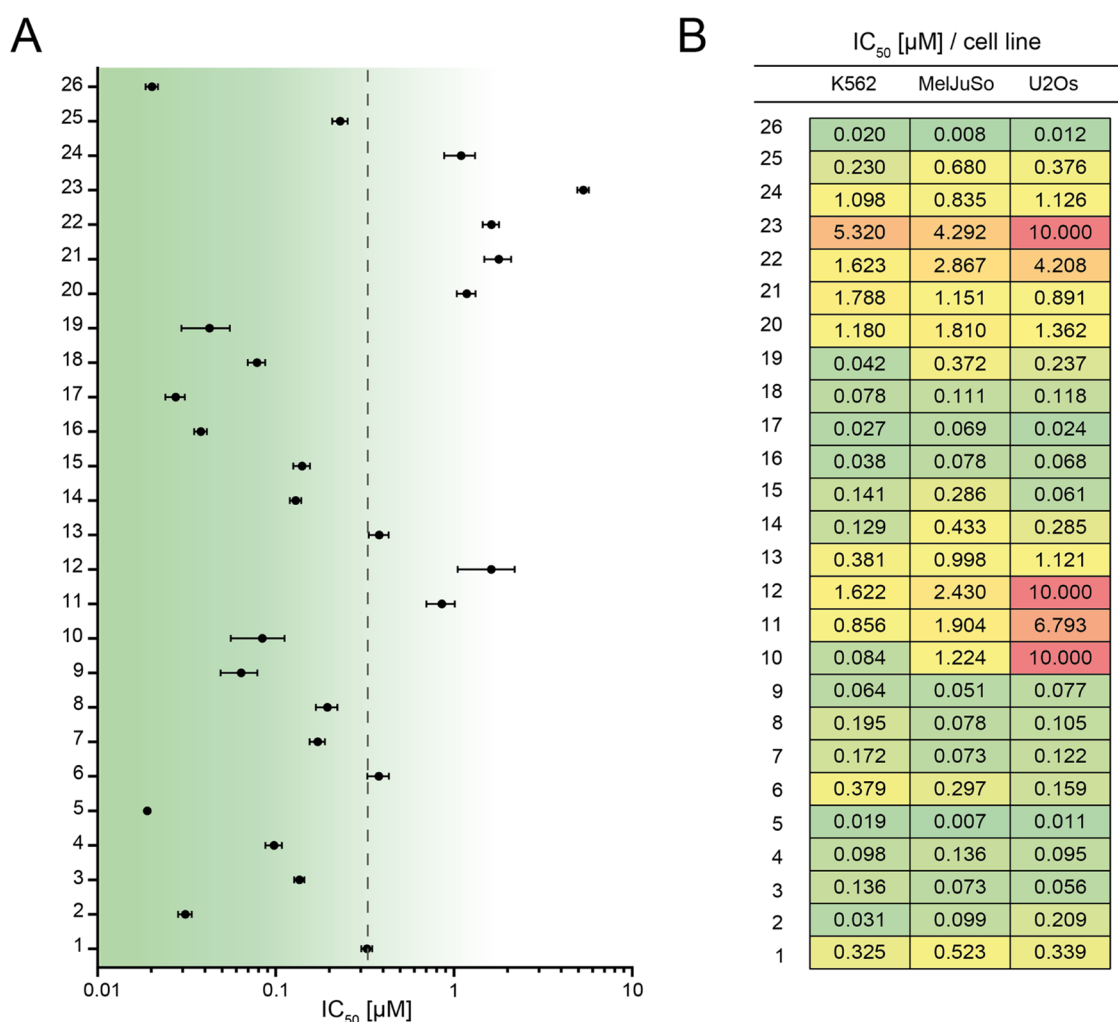 A
26
25
24
23
22
21
20
19
18
17
16
15
14
13
12
11
10
9
8
7
6
5
4
3
2
1
0.01 0.1 1 10
IC50 [µM]
B
IC50 [µM] / cell line
K562 MelJuSo U2Os
26 0.020 0.008 0.012
25 0.230 0.680 0.376
24 1.098 0.835 1.126
23 5.320 4.292 10.000
22 1.623 2.867 4.208
21 1.788 1.151 0.891
20 1.180 1.810 1.362
19 0.042 0.372 0.237
18 0.078 0.111 0.118
17 0.027 0.069 0.024
16 0.038 0.078 0.068
15 0.141 0.286 0.061
14 0.129 0.433 0.285
13 0.381 0.998 1.121
12 1.622 2.430 10.000
11 0.856 1.904 6.793
10 0.084 1.224 10.000
9 0.064 0.051 0.077
8 0.195 0.078 0.105
7 0.172 0.073 0.122
6 0.379 0.297 0.159
5 0.019 0.007 0.011
4 0.098 0.136 0.095
3 0.136 0.073 0.056
2 0.031 0.099 0.209
1 0.325 0.523 0.339